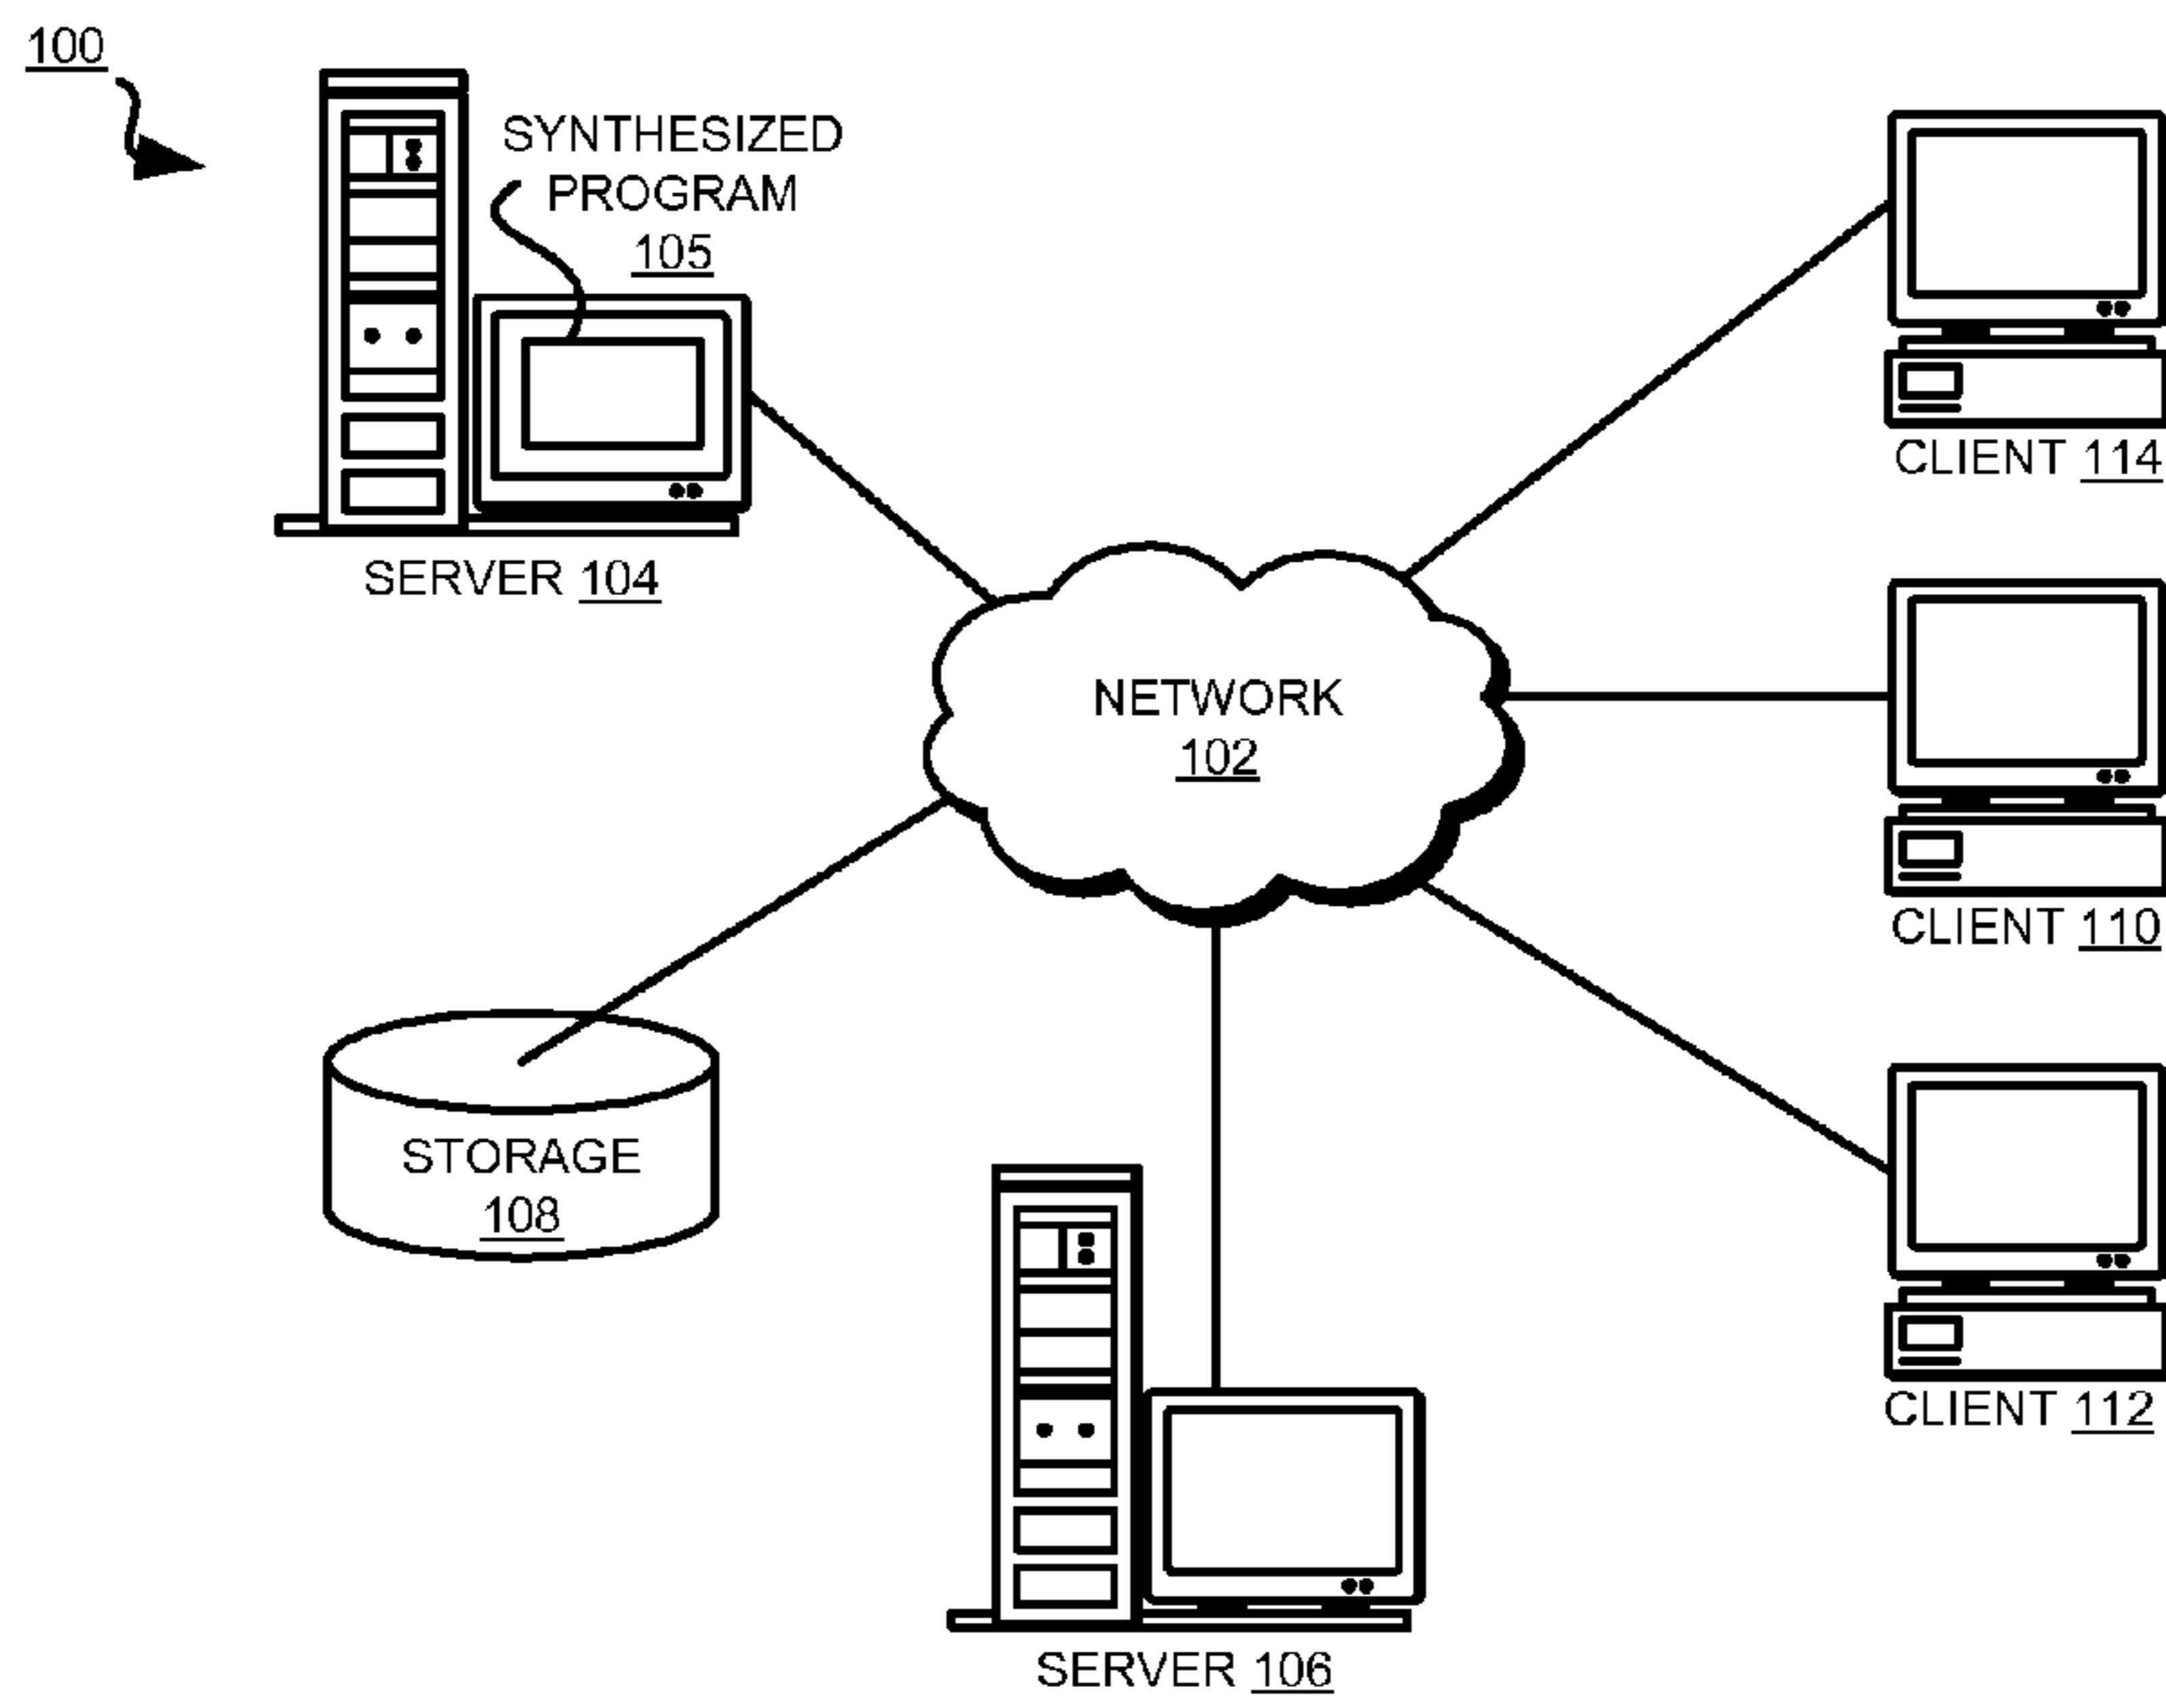 100
SYNTHESIZED
PROGRAM
105
SERVER 104
CLIENT 114
NETWORK
102
CLIENT 110
STORAGE
108
CLIENT 112
SERVER 106